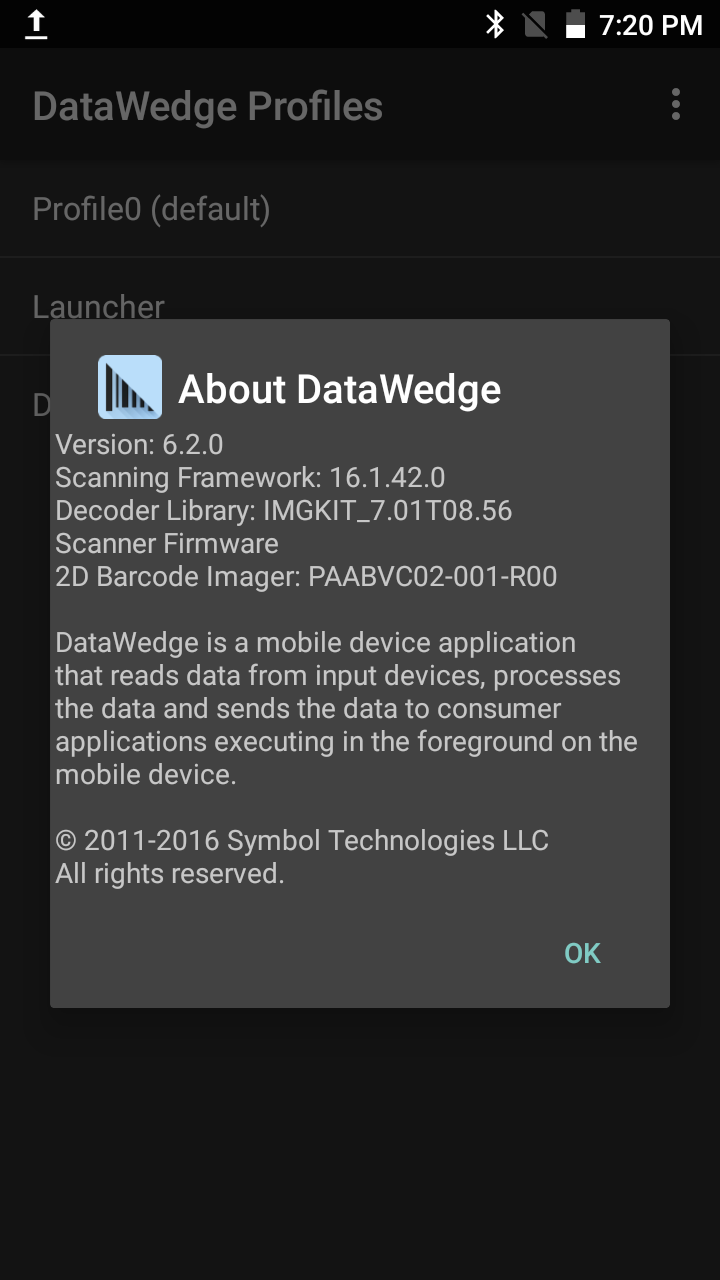 7:20 PM
DataWedge Profiles
Profile0 (default)
Launcher
D
About DataWedge
Version: 6.2.0
Scanning Framework: 16.1.42.0
Decoder Library: IMGKIT_7.01T08.56
Scanner Firmware
2D Barcode Imager: PAABVC02-001-R00
DataWedge is a mobile device application
that reads data from input devices, processes
the data and sends the data to consumer
applications executing in the foreground on the
mobile device.
© 2011-2016 Symbol Technologies LLC
All rights reserved.
OK